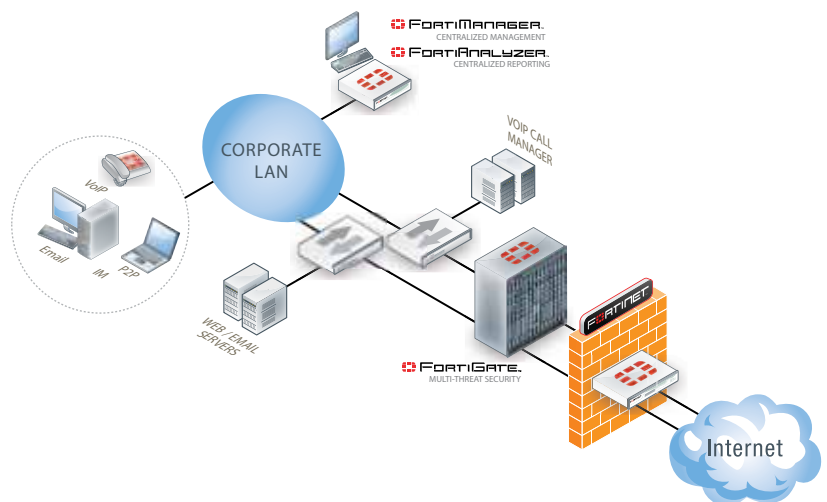 FORTIMANAGER
CENTRALIZED MANAGEMENT
FORTIANALYZER
CENTRALIZED REPORTING
CORPORATE
LAN
VOIP CALL
MANAGER
VoIP
Email
IM
P2P
WEB / EMAIL
SERVERS
FORTINET
FORTIGATE
MULTI-THREAT SECURITY
Internet